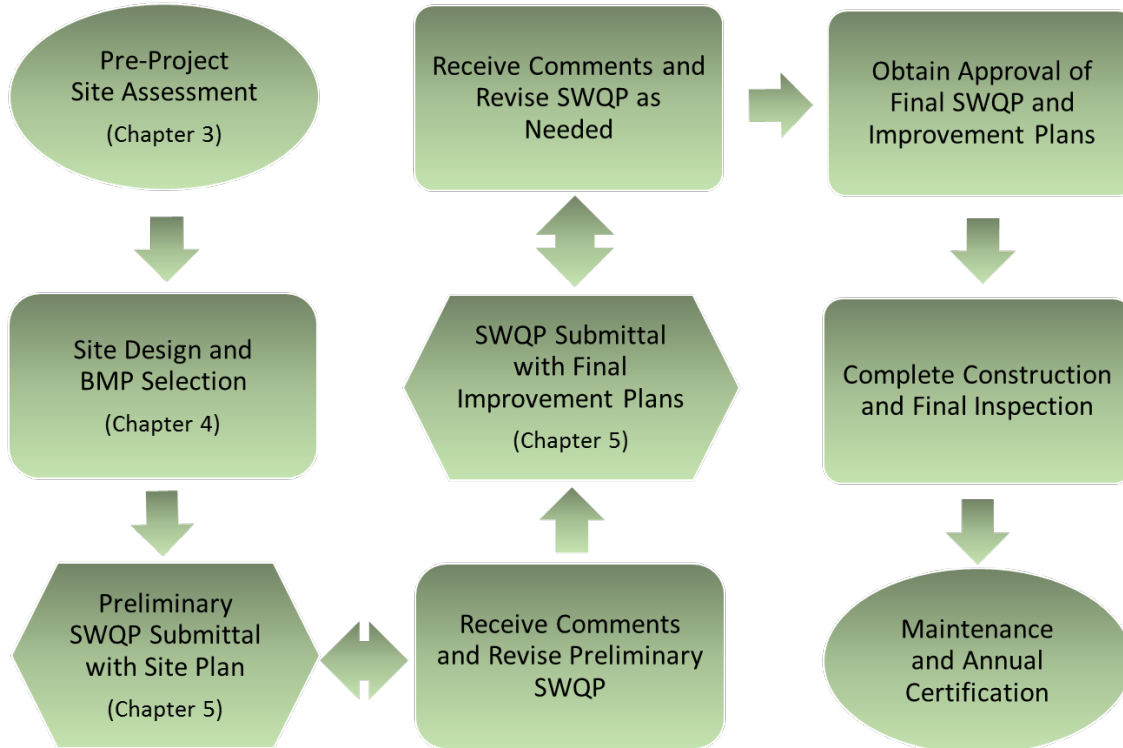 Pre-Project
Site Assessment
(Chapter 3)
Site Design and
BMP Selection
(Chapter 4)
Preliminary
SWQP Submittal
with Site Plan
(Chapter 5)
Receive Comments
and Revise Preliminary
SWQP
SWQP Submittal
with Final
Improvement Plans
(Chapter 5)
Receive Comments and
Revise SWQP as
Needed
Obtain Approval of
Final SWQP and
Improvement Plans
Complete Construction
and Final Inspection
Maintenance
and Annual
Certification